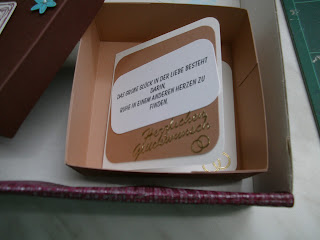 DAS GROßE GLÜCK IN DER LIEBE BESTEHT
DARIN,
RUHE IN EINEM ANDEREN HERZEN ZU
FINDEN.
Herzlichen
Glückwunsch